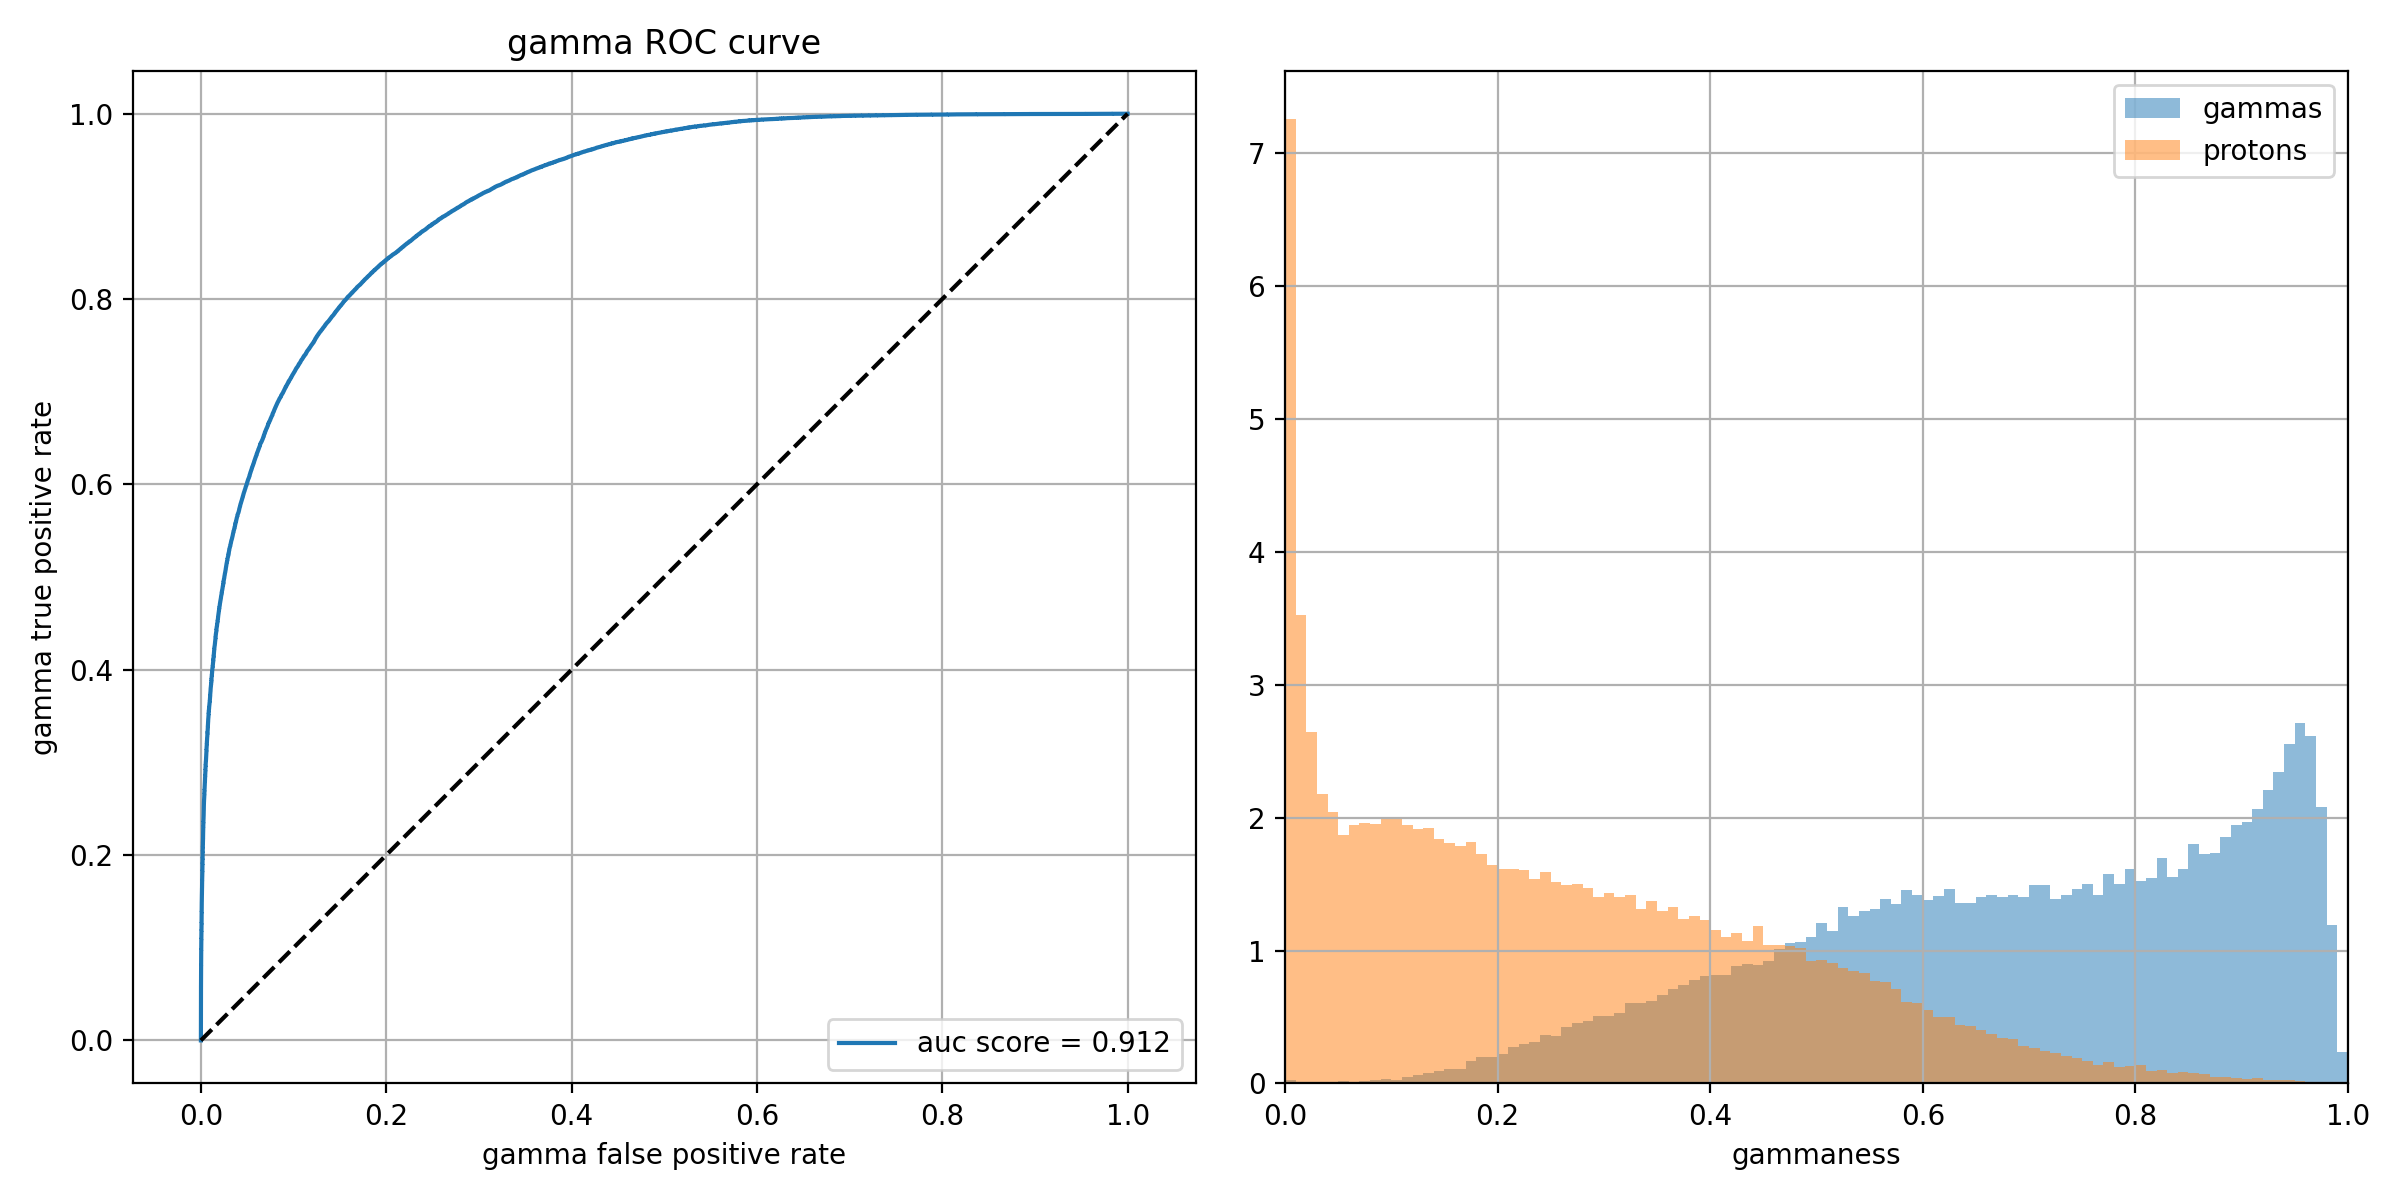 gamma ROC curve
gamma true positive rate
1.0
0.8
0.6
0.4
0.2
0.0
auc score = 0.912
0.0 0.2 0.4 0.6 0.8 1.0
gamma false positive rate
gammas
protons
7
6
5
4
3
2
1
0
0.0 0.2 0.4 0.6 0.8 1.0
gammaness